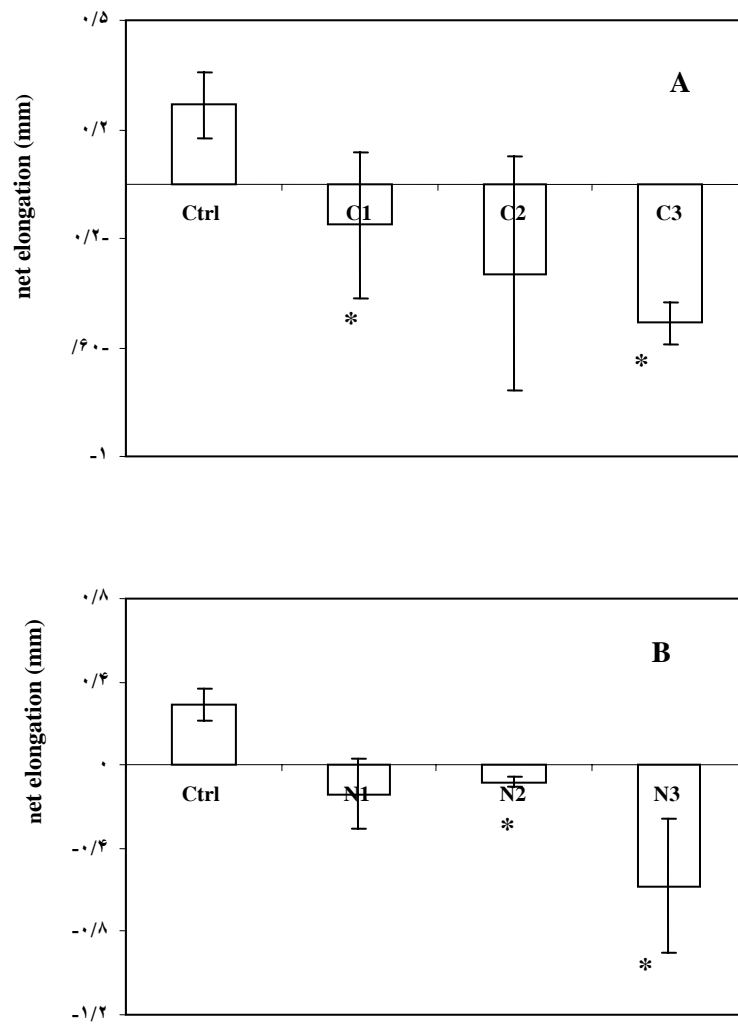 ۰/۵
A
۰/۲
net elongation (mm)
Ctrl C1 C2 C3
۰/۲-
*
/۶۰-
*
-۱
۰/۸
B
۰/۴
net elongation (mm)
۰
Ctrl N1 N2 N3
*
-۰/۴
-۰/۸
*
-۱/۲